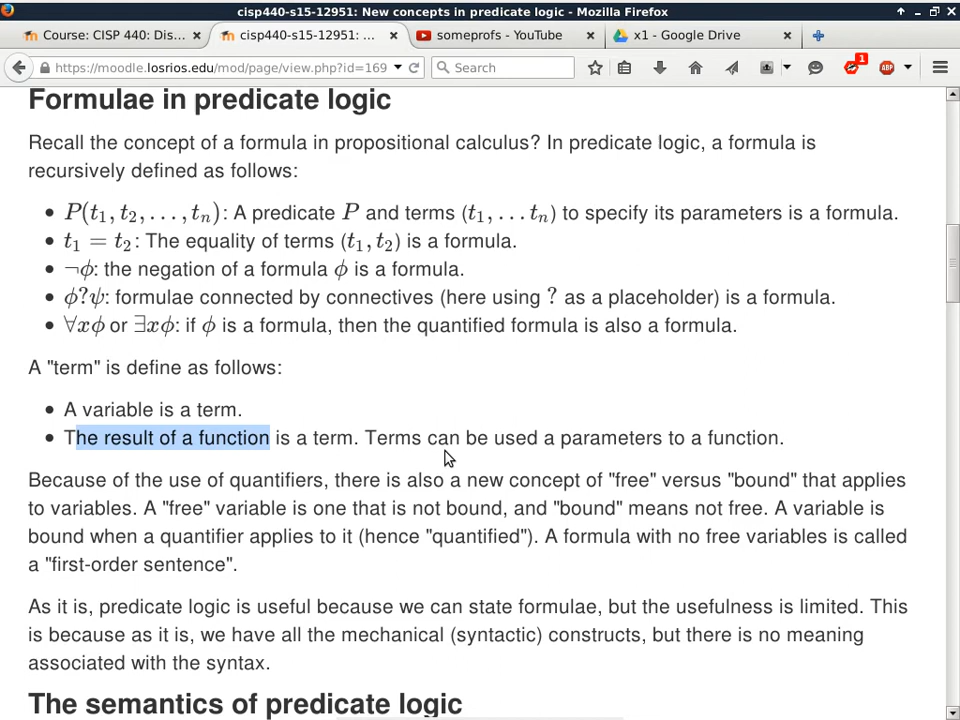 cisp440-s15-12951: New concepts in predicate logic - Mozilla Firefox
Course: CISP 440: Dis... × cisp440-s15-12951: ... × someprofs - YouTube × x1 - Google Drive ×
https://moodle.losrios.edu/mod/page/view.php?id=169 Search 1 ABP
Formulae in predicate logic
Recall the concept of a formula in propositional calculus? In predicate logic, a formula is
recursively defined as follows:
• P(t₁, t₂, . . . , tₙ): A predicate P and terms (t₁, . . . tₙ) to specify its parameters is a formula.
• t₁ = t₂: The equality of terms (t₁, t₂) is a formula.
• ¬ϕ: the negation of a formula ϕ is a formula.
• ϕ?ψ: formulae connected by connectives (here using ? as a placeholder) is a formula.
• ∀xϕ or ∃xϕ: if ϕ is a formula, then the quantified formula is also a formula.
A "term" is define as follows:
• A variable is a term.
• The result of a function is a term. Terms can be used a parameters to a function.
Because of the use of quantifiers, there is also a new concept of "free" versus "bound" that applies
to variables. A "free" variable is one that is not bound, and "bound" means not free. A variable is
bound when a quantifier applies to it (hence "quantified"). A formula with no free variables is called
a "first-order sentence".
As it is, predicate logic is useful because we can state formulae, but the usefulness is limited. This
is because as it is, we have all the mechanical (syntactic) constructs, but there is no meaning
associated with the syntax.
The semantics of predicate logic